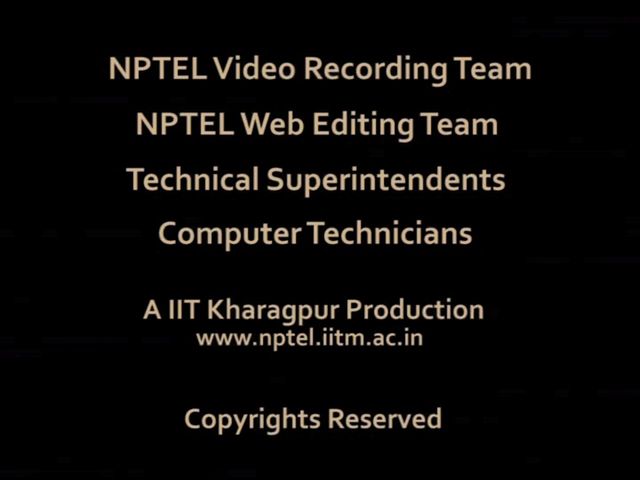 NPTEL Video Recording Team
NPTEL Web Editing Team
Technical Superintendents
Computer Technicians
A IIT Kharagpur Production
www.nptel.iitm.ac.in
Copyrights Reserved